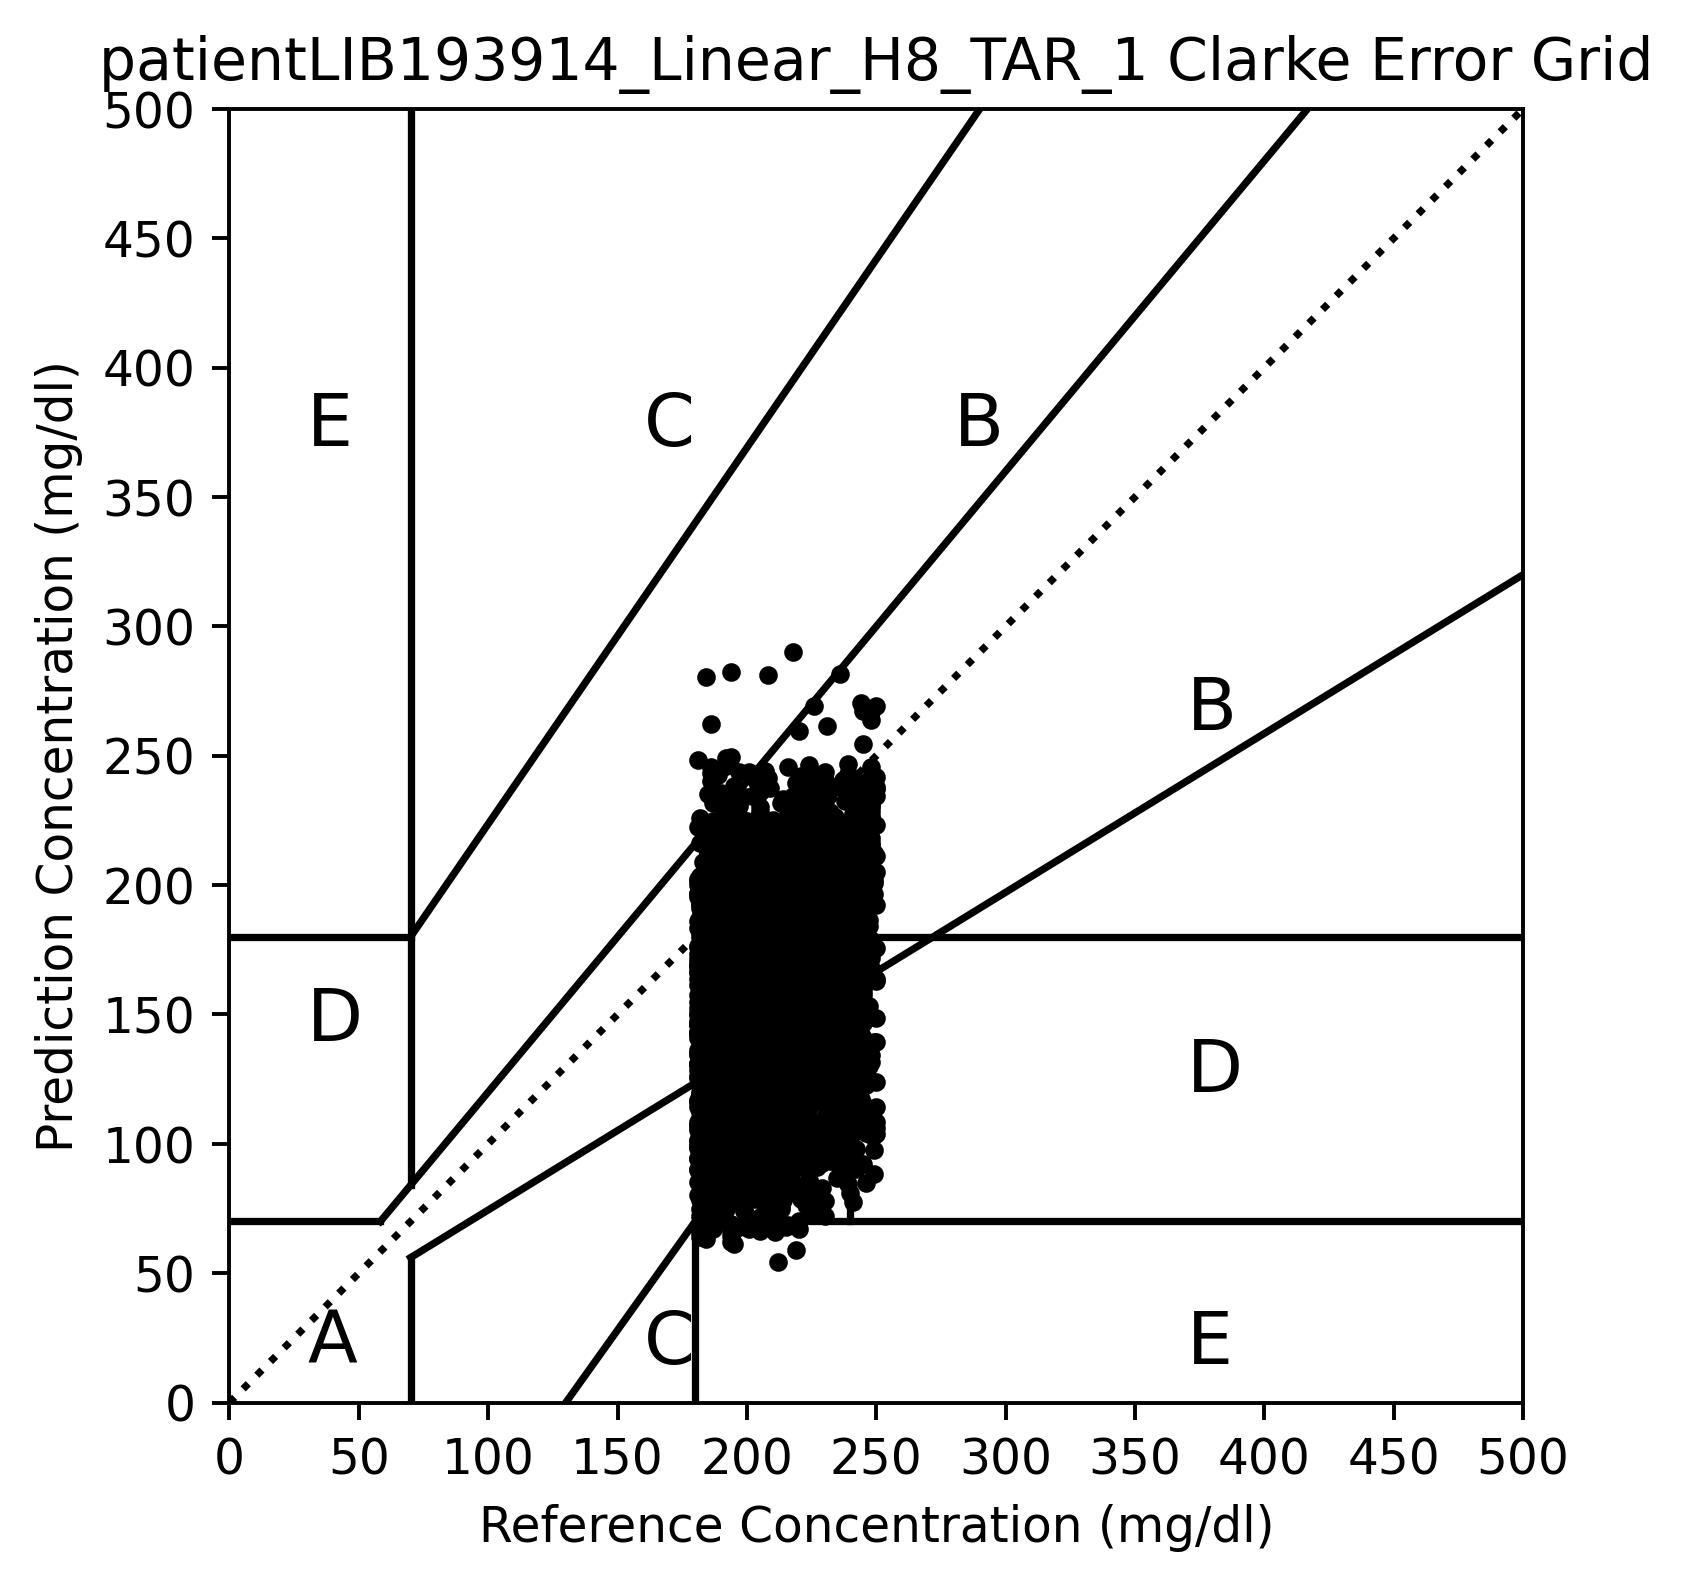 patientLIB193914_Linear_H8_TAR_1 Clarke Error Grid
500
450
400
350
300
250
200
150
100
50
0
Prediction Concentration (mg/dl)
E
C
B
B
D
D
A
C
E
0 50 100 150 200 250 300 350 400 450 500
Reference Concentration (mg/dl)